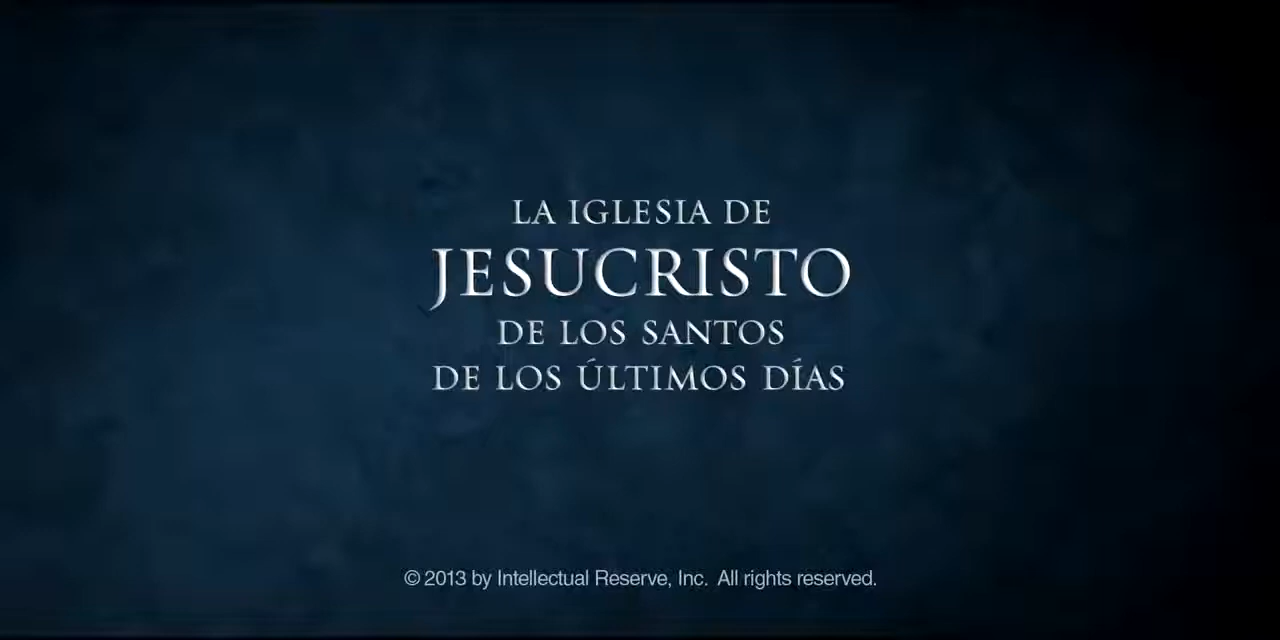 LA IGLESIA DE
JESUCRISTO
DE LOS SANTOS
DE LOS ÚLTIMOS DÍAS
© 2013 by Intellectual Reserve, Inc. All rights reserved.